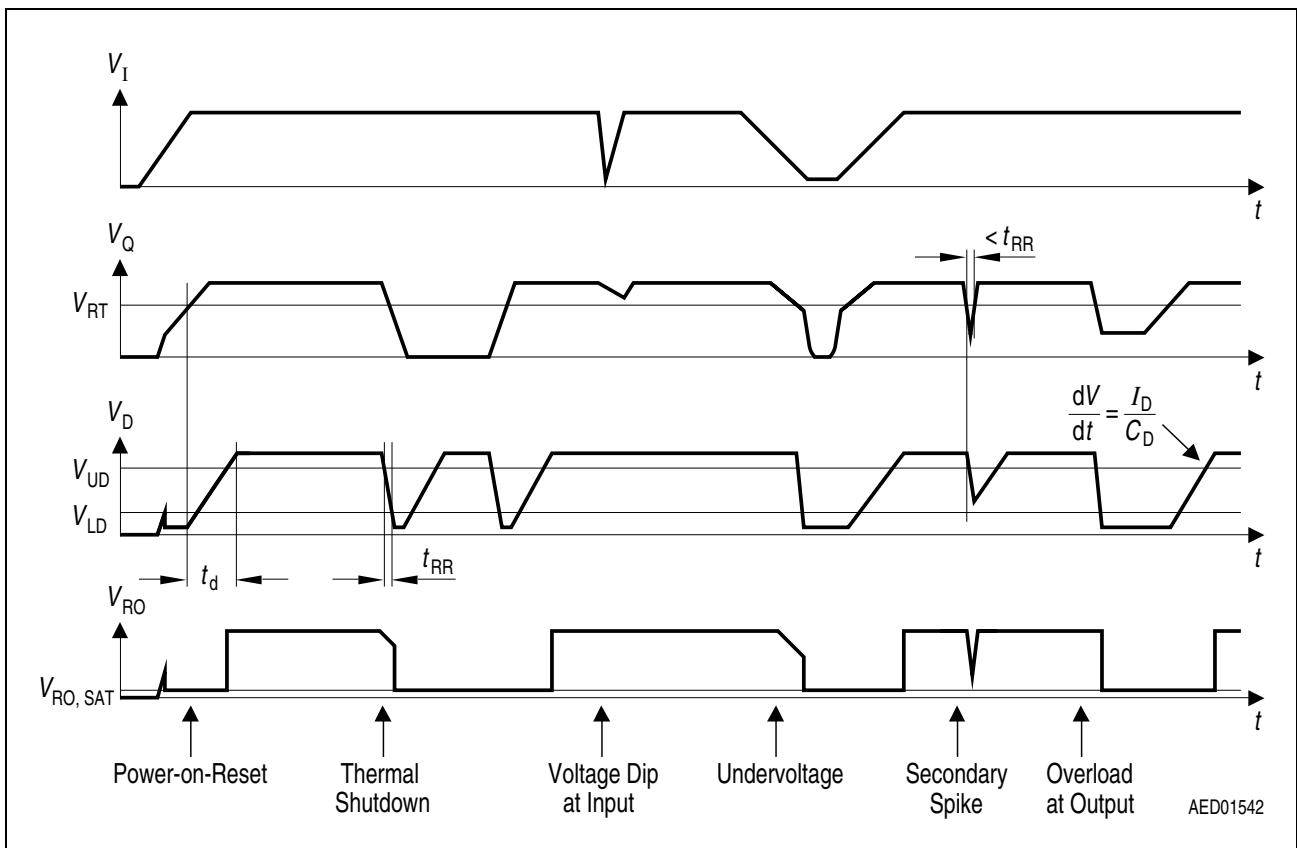 V_I
t
V_Q
V_RT
< t_RR
t
V_D
V_UD
V_LD
dV/dt = I_D/C_D
t
t_d
t_RR
V_RO
V_RO, SAT
t
Power-on-Reset
Thermal
Shutdown
Voltage Dip
at Input
Undervoltage
Secondary
Spike
Overload
at Output
AED01542